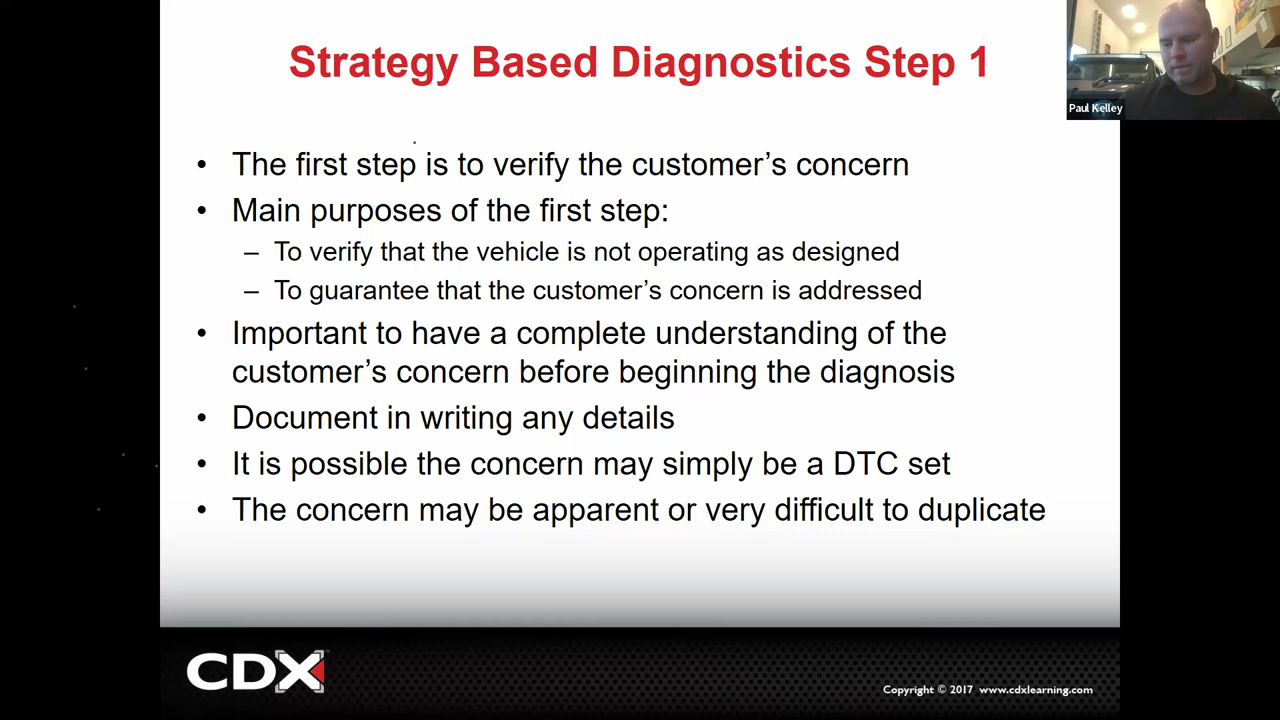 Strategy Based Diagnostics Step 1
Paul Kelley
• The first step is to verify the customer’s concern
• Main purposes of the first step:
– To verify that the vehicle is not operating as designed
– To guarantee that the customer’s concern is addressed
• Important to have a complete understanding of the
customer’s concern before beginning the diagnosis
• Document in writing any details
• It is possible the concern may simply be a DTC set
• The concern may be apparent or very difficult to duplicate
CDX
Copyright © 2017 www.cdxlearning.com